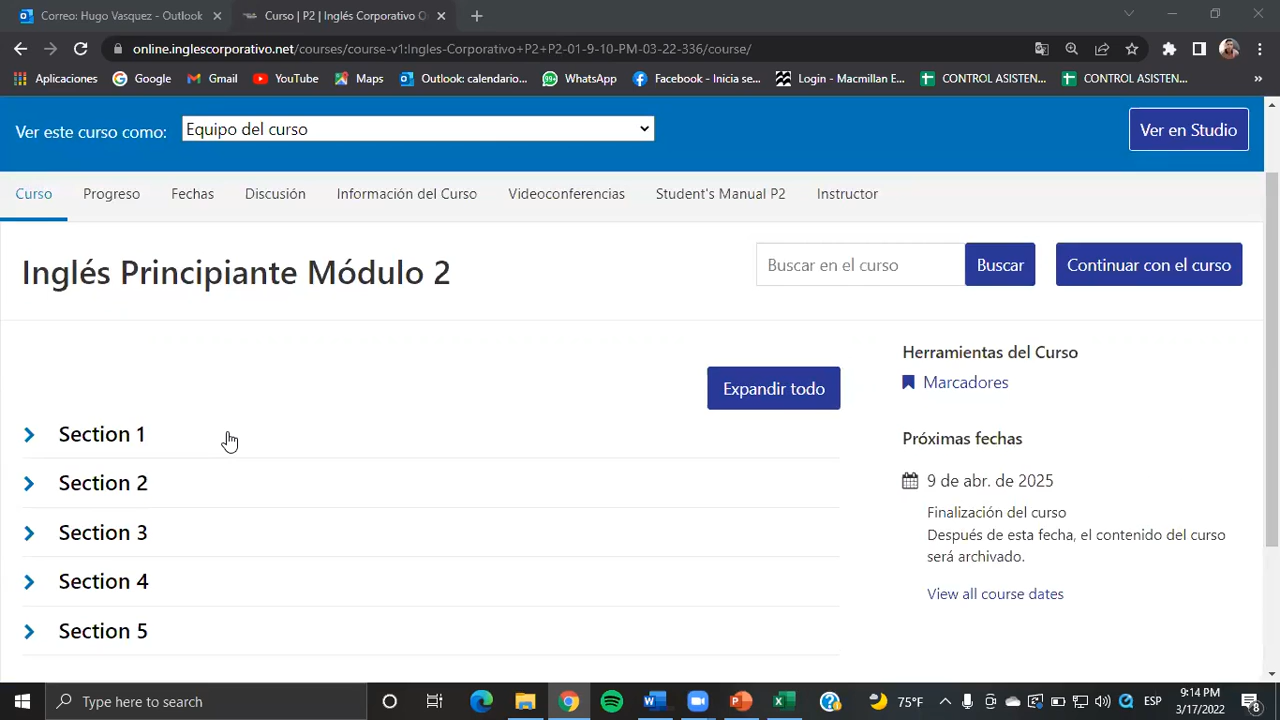 Correo: Hugo Vasquez - Outlook
Curso | P2 | Inglés Corporativo O
online.inglescorporativo.net/courses/course-v1:Ingles-Corporativo+P2+P2-01-9-10-PM-03-22-336/course/
Aplicaciones Google Gmail YouTube Maps Outlook: calendario... 99+ WhatsApp Facebook - Inicia se... Login - Macmillan E... CONTROL ASISTEN... CONTROL ASISTEN... »
Ver este curso como: Equipo del curso Ver en Studio
Curso Progreso Fechas Discusión Información del Curso Videoconferencias Student's Manual P2 Instructor
Inglés Principiante Módulo 2
Buscar en el curso Buscar Continuar con el curso
Herramientas del Curso
Marcadores
Expandir todo
Section 1
Section 2
Section 3
Section 4
Section 5
Próximas fechas
9 de abr. de 2025
Finalización del curso
Después de esta fecha, el contenido del curso
será archivado.
View all course dates
Type here to search
75°F ESP
9:14 PM
3/17/2022
8